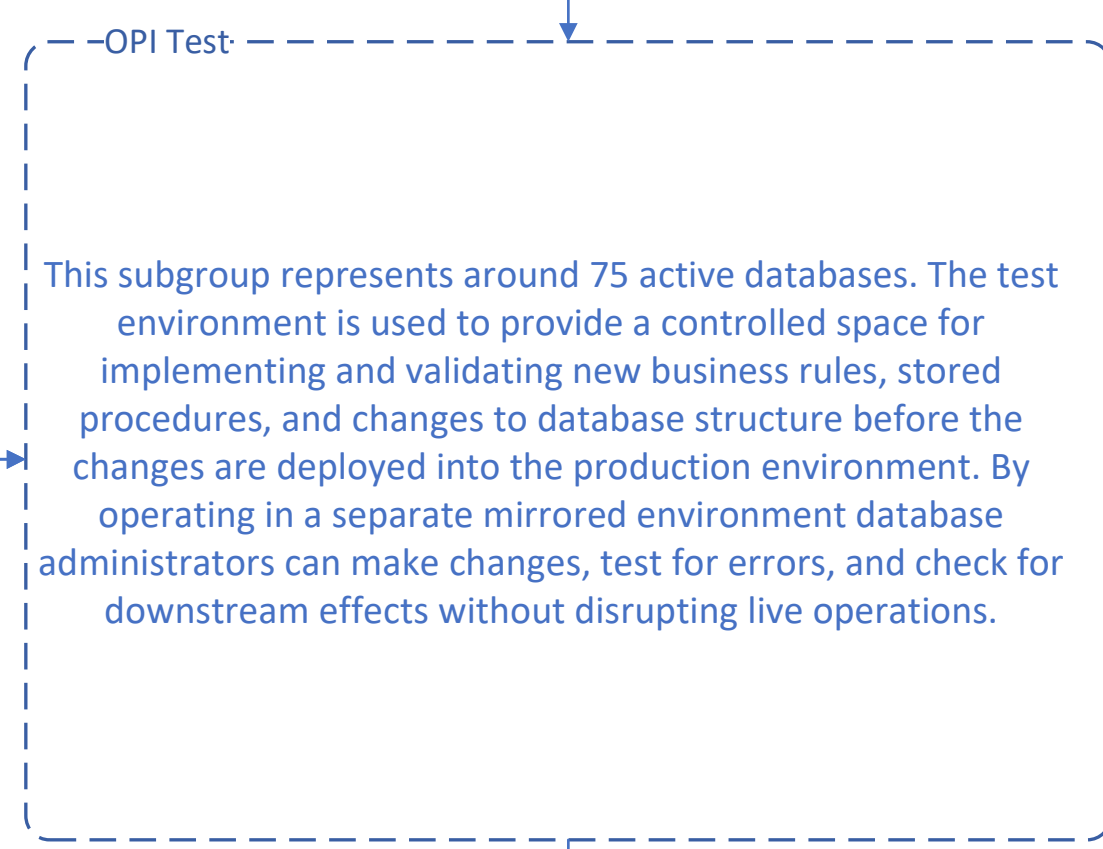 OPI Test
This subgroup represents around 75 active databases. The test
environment is used to provide a controlled space for
implementing and validating new business rules, stored
procedures, and changes to database structure before the
changes are deployed into the production environment. By
operating in a separate mirrored environment database
administrators can make changes, test for errors, and check for
downstream effects without disrupting live operations.